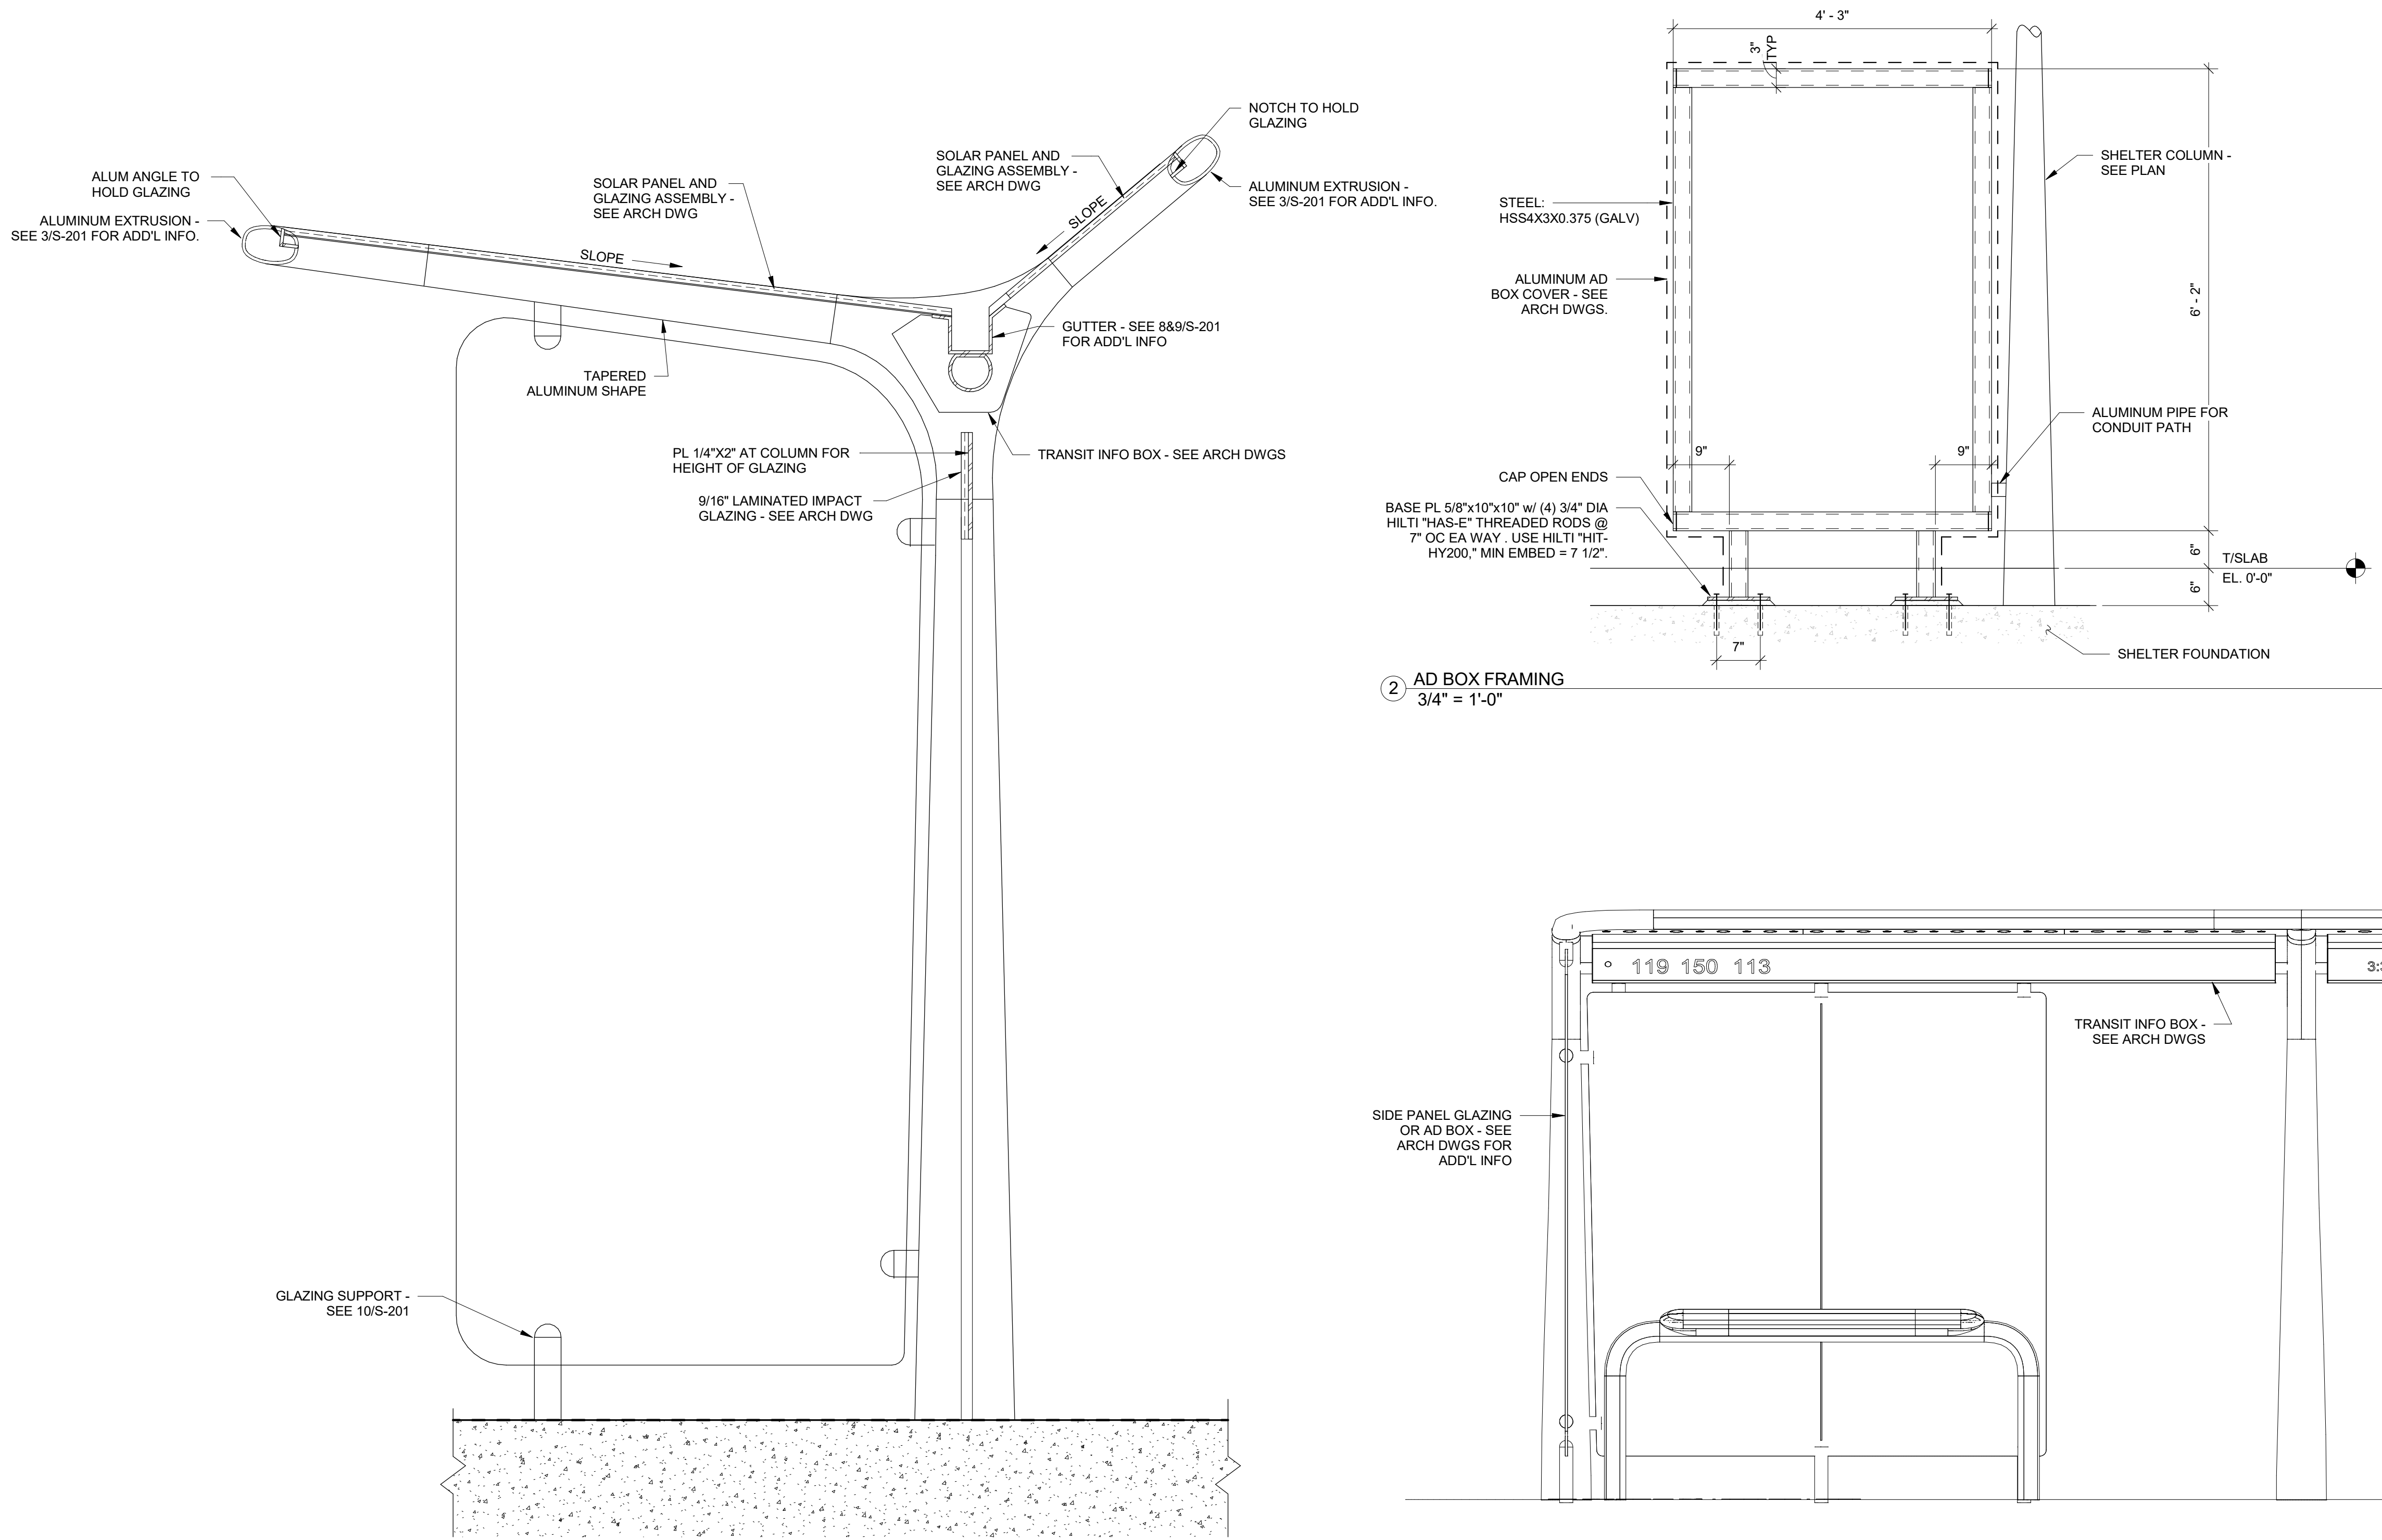 ALUM ANGLE TO
HOLD GLAZING
ALUMINUM EXTRUSION -
SEE 3/S-201 FOR ADD'L INFO.
SOLAR PANEL AND
GLAZING ASSEMBLY -
SEE ARCH DWG
SLOPE
SOLAR PANEL AND
GLAZING ASSEMBLY -
SEE ARCH DWG
SLOPE
NOTCH TO HOLD
GLAZING
ALUMINUM EXTRUSION -
SEE 3/S-201 FOR ADD'L INFO.
GUTTER - SEE 8&9/S-201
FOR ADD'L INFO
TAPERED
ALUMINUM SHAPE
TRANSIT INFO BOX - SEE ARCH DWGS
PL 1/4"X2" AT COLUMN FOR
HEIGHT OF GLAZING
9/16" LAMINATED IMPACT
GLAZING - SEE ARCH DWG
GLAZING SUPPORT -
SEE 10/S-201
4' - 3"
3"
TYP
STEEL:
HSS4X3X0.375 (GALV)
ALUMINUM AD
BOX COVER - SEE
ARCH DWGS.
SHELTER COLUMN -
SEE PLAN
6' - 2"
ALUMINUM PIPE FOR
CONDUIT PATH
9"
9"
CAP OPEN ENDS
BASE PL 5/8"x10"x10" w/ (4) 3/4" DIA
HILTI "HAS-E" THREADED RODS @
7" OC EA WAY . USE HILTI "HIT-
HY200," MIN EMBED = 7 1/2".
6"
T/SLAB
EL. 0'-0"
6"
7"
SHELTER FOUNDATION
2 AD BOX FRAMING
3/4" = 1'-0"
119 150 113
TRANSIT INFO BOX -
SEE ARCH DWGS
SIDE PANEL GLAZING
OR AD BOX - SEE
ARCH DWGS FOR
ADD'L INFO